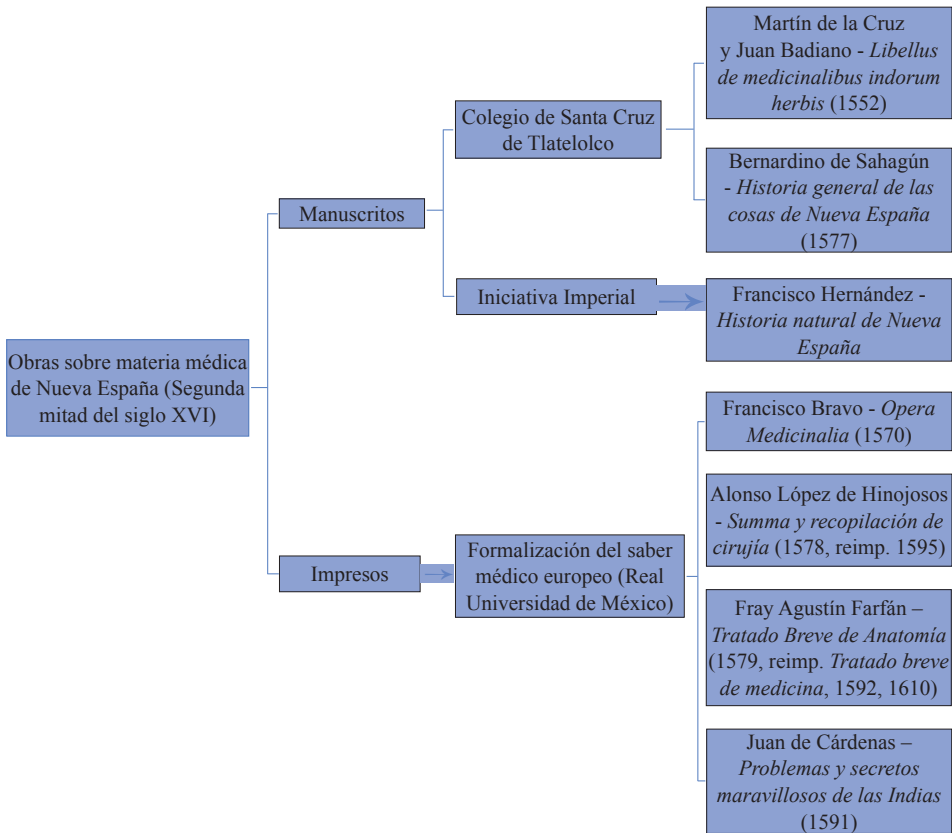 Obras sobre materia médica
de Nueva España (Segunda
mitad del siglo XVI)
Manuscritos
Colegio de Santa Cruz
de Tlatelolco
Martín de la Cruz
y Juan Badiano - Libellus
de medicinalibus indorum
herbis (1552)
Bernardino de Sahagún
- Historia general de las
cosas de Nueva España
(1577)
Iniciativa Imperial
Francisco Hernández -
Historia natural de Nueva
España
Impresos
Formalización del saber
médico europeo (Real
Universidad de México)
Francisco Bravo - Opera
Medicinalia (1570)
Alonso López de Hinojosos
- Summa y recopilación de
cirujía (1578, reimp. 1595)
Fray Agustín Farfán –
Tratado Breve de Anatomía
(1579, reimp. Tratado breve
de medicina, 1592, 1610)
Juan de Cárdenas –
Problemas y secretos
maravillosos de las Indias
(1591)